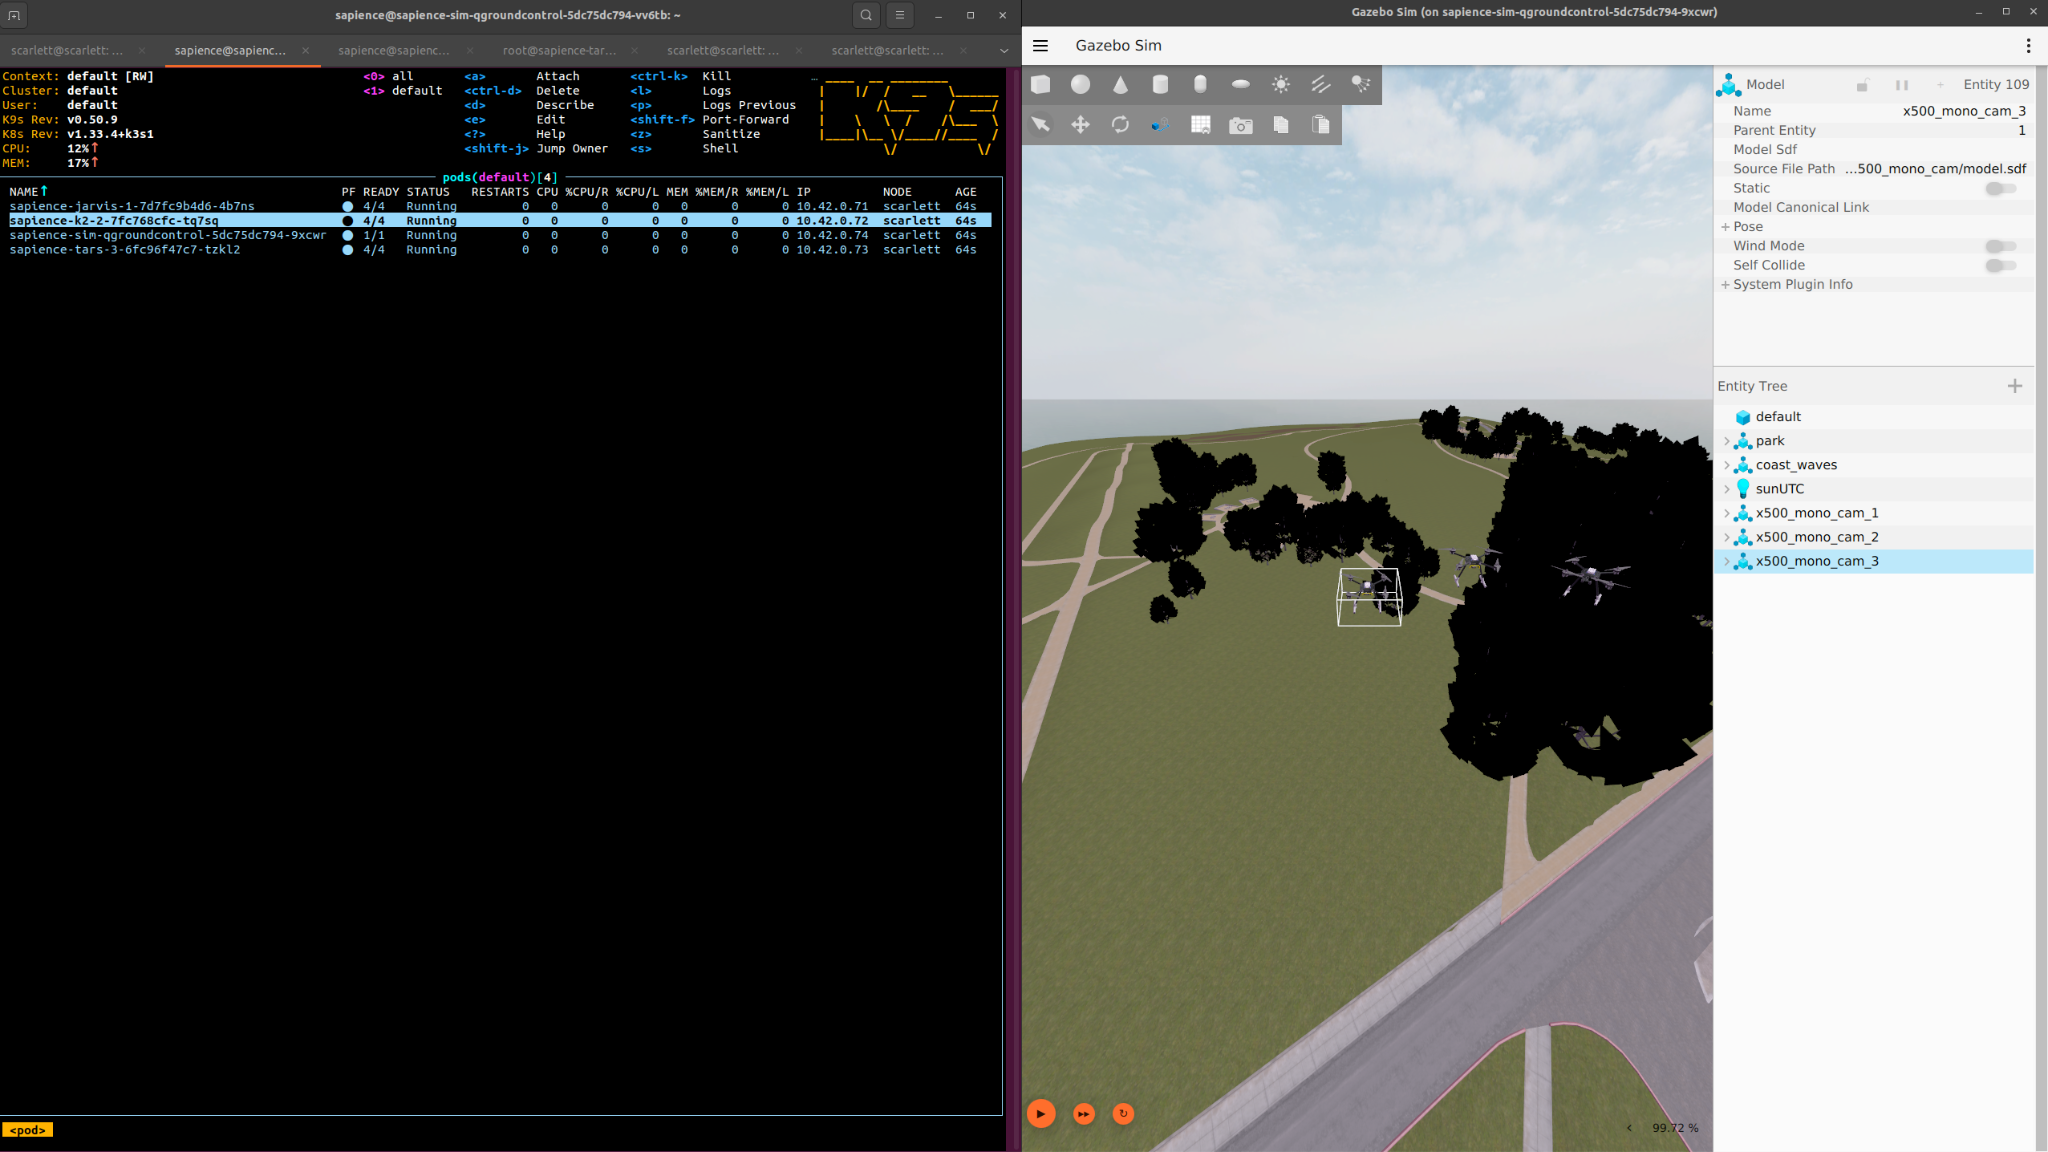 sapience@sapience-sim-qgroundcontrol-5dc75dc794-vv6tb: ~
scarlett@scarlett: ...
sapience@sapienc...
sapience@sapienc...
root@sapience-tar...
scarlett@scarlett: ...
scarlett@scarlett: ...
Context: default [RW] <0> all <a> Attach <ctrl-k> Kill
Cluster: default <1> default <ctrl-d> Delete <l> Logs
User: default <d> Describe <p> Logs Previous
K9s Rev: v0.50.9 <e> Edit <shift-f> Port-Forward
K8s Rev: v1.33.4+k3s1 <?> Help <z> Sanitize
CPU: 12%↑ <shift-j> Jump Owner <s> Shell
MEM: 17%↑
pods(default)[4]
NAME↑ PF READY STATUS RESTARTS CPU %CPU/R %CPU/L MEM %MEM/R %MEM/L IP NODE AGE
sapience-jarvis-1-7d7fc9b4d6-4b7ns ● 4/4 Running 0 0 0 0 0 0 0 10.42.0.71 scarlett 64s
sapience-k2-2-7fc768cfc-tq7sq ● 4/4 Running 0 0 0 0 0 0 0 10.42.0.72 scarlett 64s
sapience-sim-qgroundcontrol-5dc75dc794-9xcwr ● 1/1 Running 0 0 0 0 0 0 0 10.42.0.74 scarlett 64s
sapience-tars-3-6fc96f47c7-tzkl2 ● 4/4 Running 0 0 0 0 0 0 0 10.42.0.73 scarlett 64s
<pod>
Gazebo Sim (on sapience-sim-qgroundcontrol-5dc75dc794-9xcwr)
Gazebo Sim
99.72 %
Model Entity 109
Name x500_mono_cam_3
Parent Entity 1
Model Sdf
Source File Path ...500_mono_cam/model.sdf
Static
Model Canonical Link
+ Pose
Wind Mode
Self Collide
+ System Plugin Info
Entity Tree
default
park
coast_waves
sunUTC
x500_mono_cam_1
x500_mono_cam_2
x500_mono_cam_3